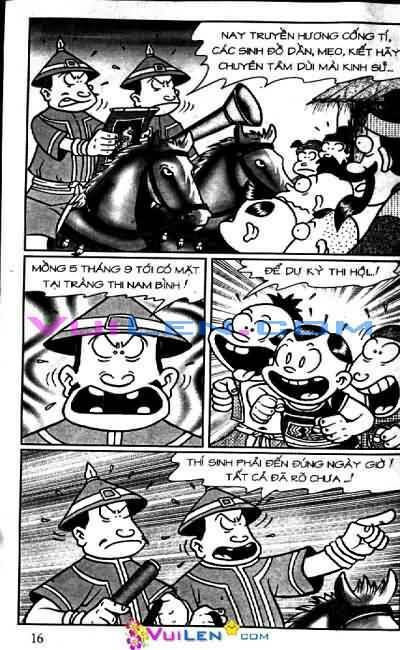 NAY TRUYỀN HƯƠNG CỐNG TÍ,
CÁC SINH ĐỒ DẦN, MẸO, KIẾT HÃY
CHUYÊN TÂM DÙI MÀI KINH SỬ...
MỒNG 5 THÁNG 9 TỚI CÓ MẶT
TẠI TRẢNG THI NAM BÌNH !
ĐỂ DỰ KỲ THI HỘI..!
VuiLen.com
THÍ SINH PHẢI ĐẾN ĐÚNG NGÀY GIỜ !
TẤT CẢ ĐÃ RÕ CHƯA ..!
16
VuiLen.com